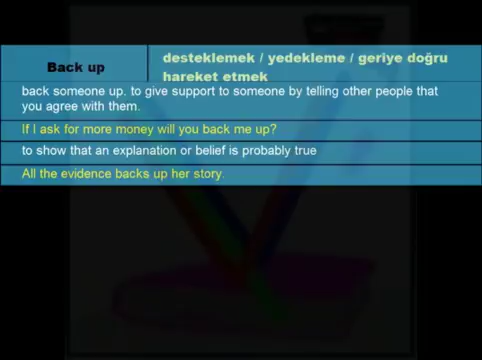 Back up
desteklemek / yedekleme / geriye doğru
hareket etmek
back someone up. to give support to someone by telling other people that
you agree with them.
If I ask for more money will you back me up?
to show that an explanation or belief is probably true
All the evidence backs up her story.